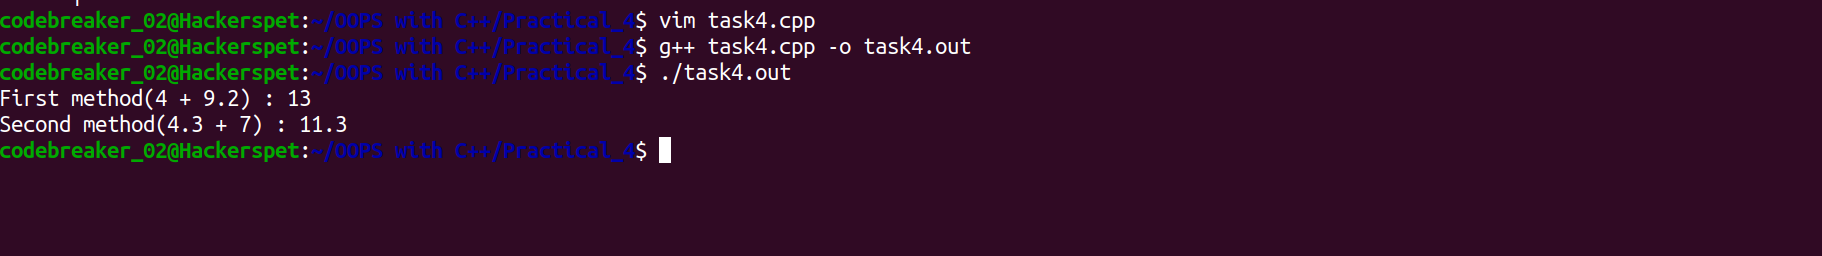 codebreaker_02@Hackerspet:~/OOPS with C++/Practical_4$ vim task4.cpp
codebreaker_02@Hackerspet:~/OOPS with C++/Practical_4$ g++ task4.cpp -o task4.out
codebreaker_02@Hackerspet:~/OOPS with C++/Practical_4$ ./task4.out
First method(4 + 9.2) : 13
Second method(4.3 + 7) : 11.3
codebreaker_02@Hackerspet:~/OOPS with C++/Practical_4$